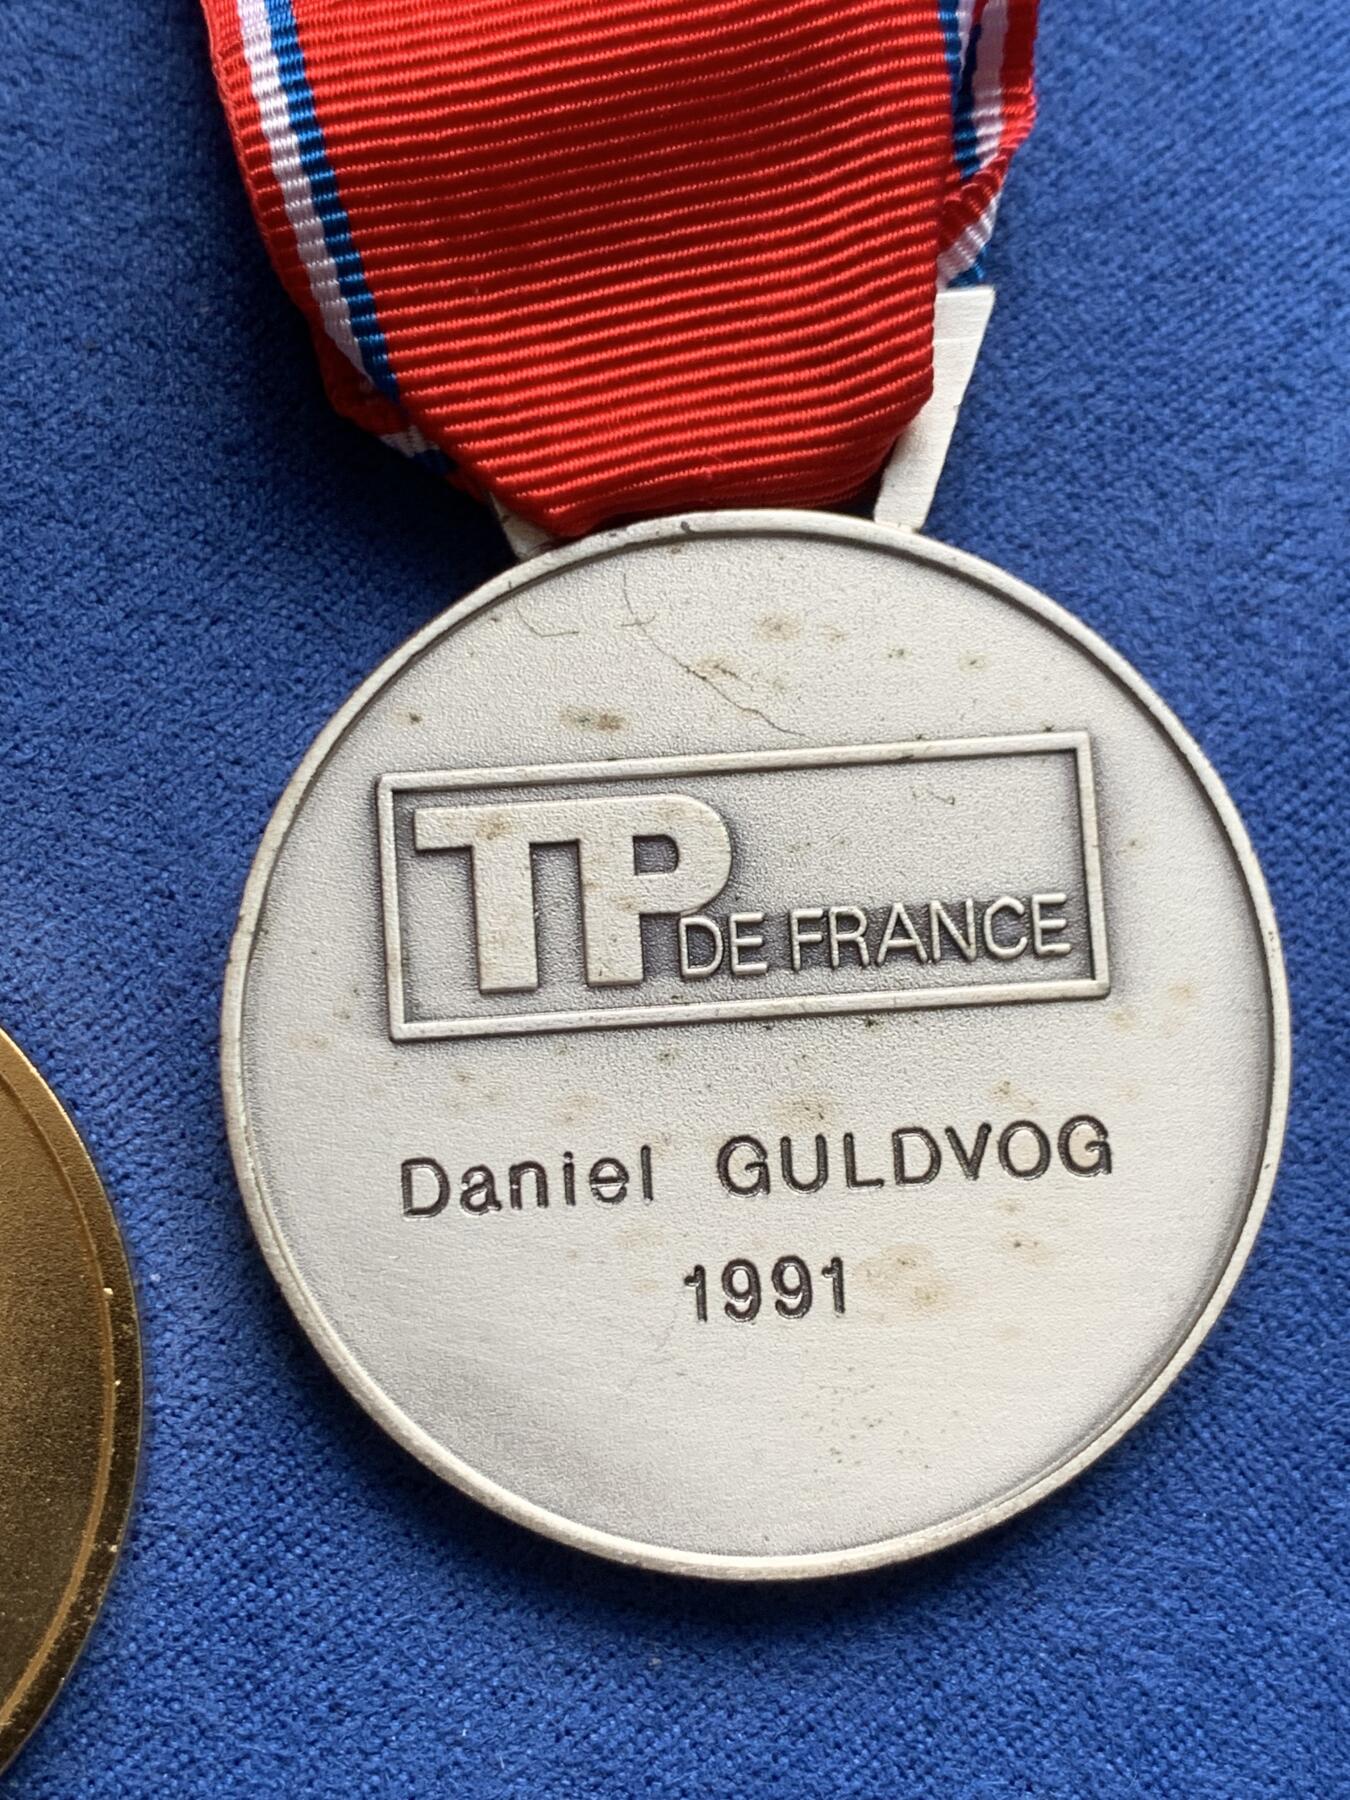 TP DE FRANCE
Daniel GULDVOG
1991